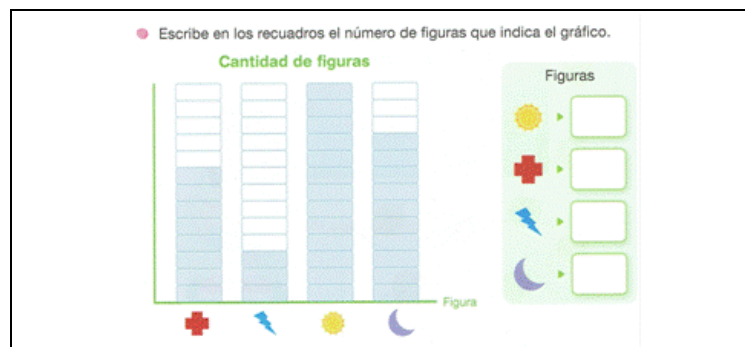 Escribe en los recuadros el número de figuras que indica el gráfico.
Cantidad de figuras
Figuras
Figura